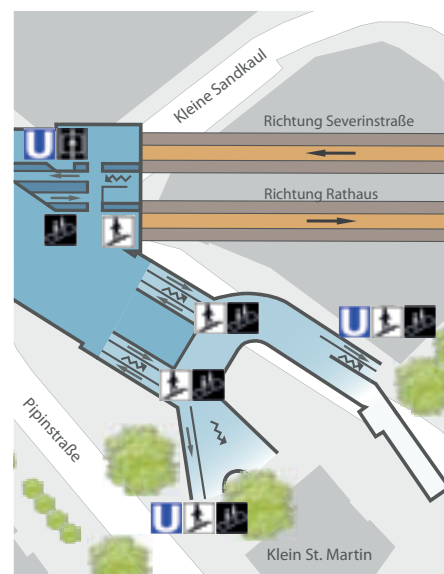 Kleine Sandkaul
Richtung Severinstraße
U
Richtung Rathaus
U
Pipinstraße
U
Klein St. Martin